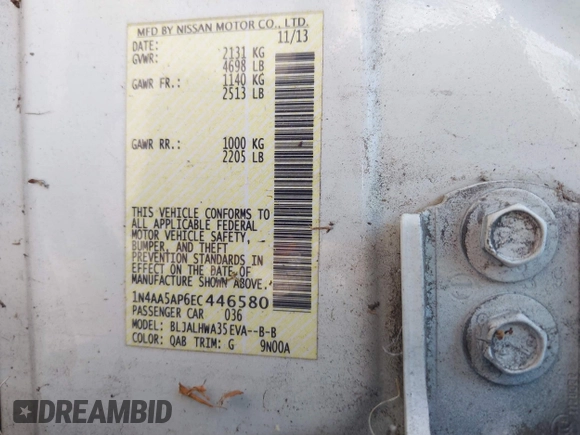 MFD BY NISSAN MOTOR CO., LTD.
DATE: 11/13
GVWR: 2131 KG
4698 LB
GAWR FR.: 1140 KG
2513 LB
GAWR RR.: 1000 KG
2205 LB
THIS VEHICLE CONFORMS TO
ALL APPLICABLE FEDERAL
MOTOR VEHICLE SAFETY,
BUMPER, AND THEFT
PREVENTION STANDARDS IN
EFFECT ON THE DATE OF
MANUFACTURE SHOWN ABOVE.
1N4AA5AP6EC446580
PASSENGER CAR 036
MODEL: BLJALHWA35EVA--B-B
COLOR: QAB TRIM: G 9N00A
DREAMBID